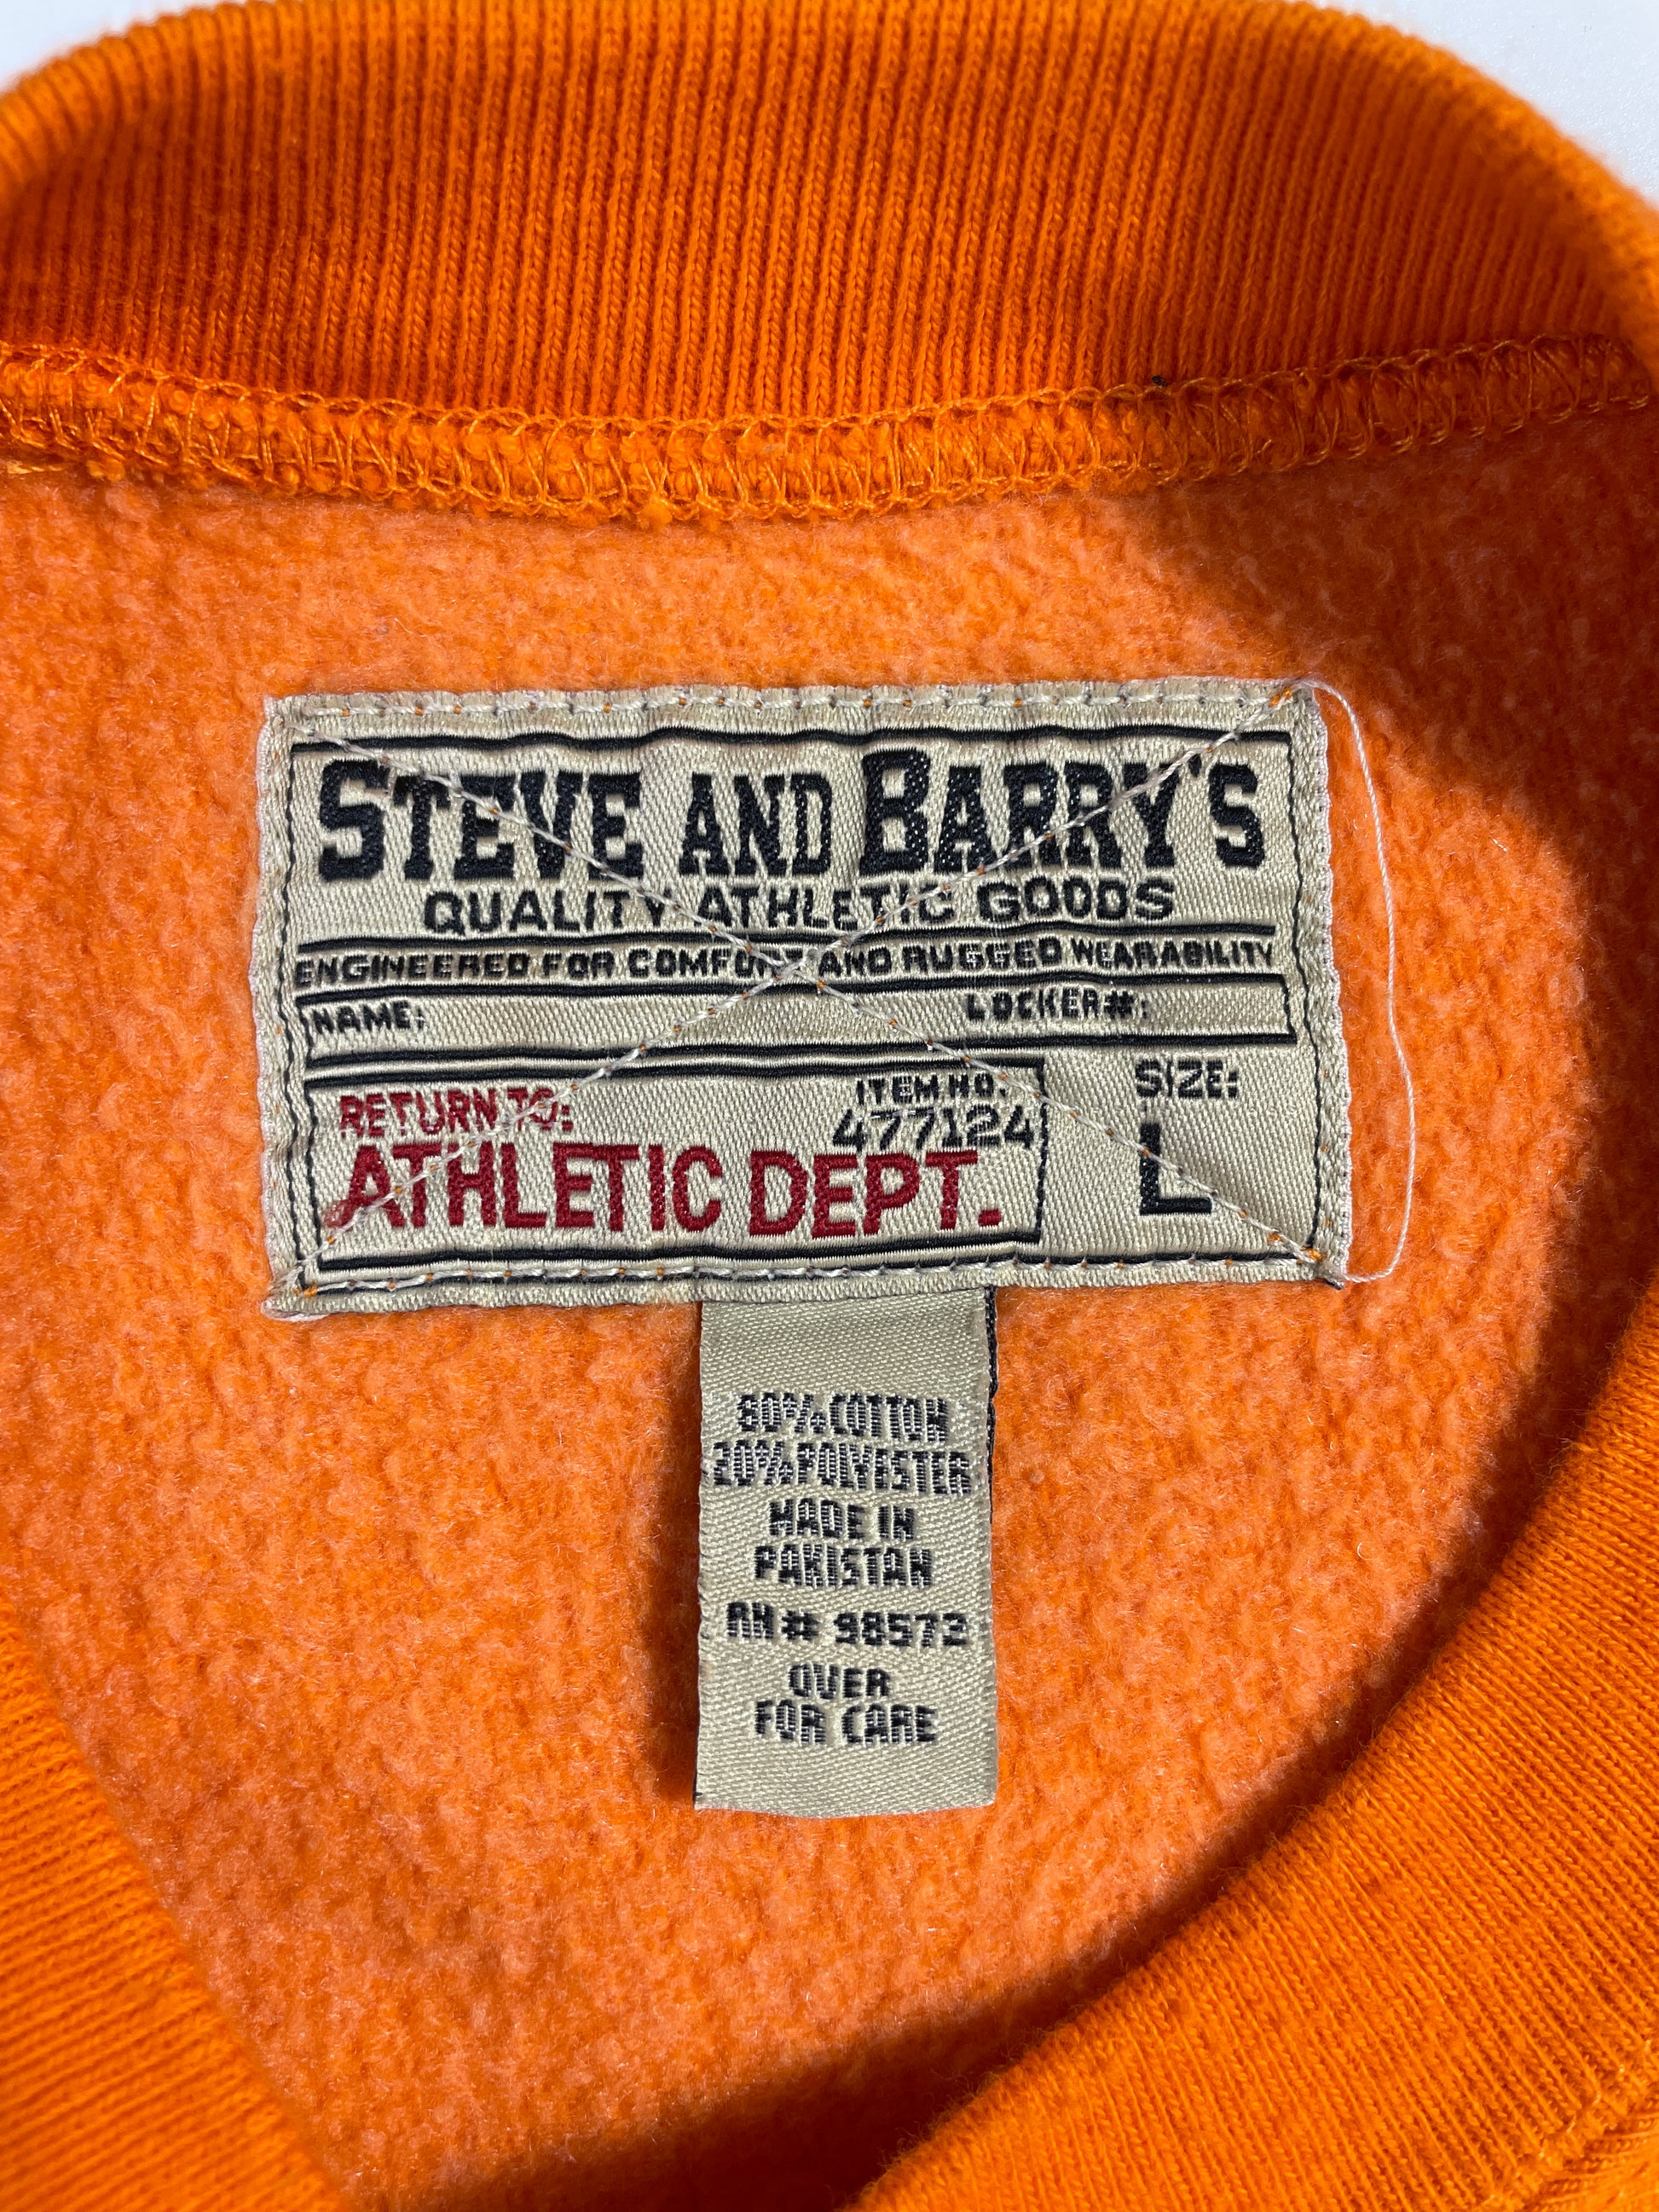 STEVE AND BARRY'S
QUALITY ATHLETIC GOODS
ENGINEERED FOR COMFORT AND RUGGED WEARABILITY
NAME: LOCKER#:
RETURN TO: ITEM NO. SIZE:
477124
ATHLETIC DEPT. L
80% COTTON
20% POLYESTER
MADE IN
PAKISTAN
RN# 98572
OVER
FOR CARE